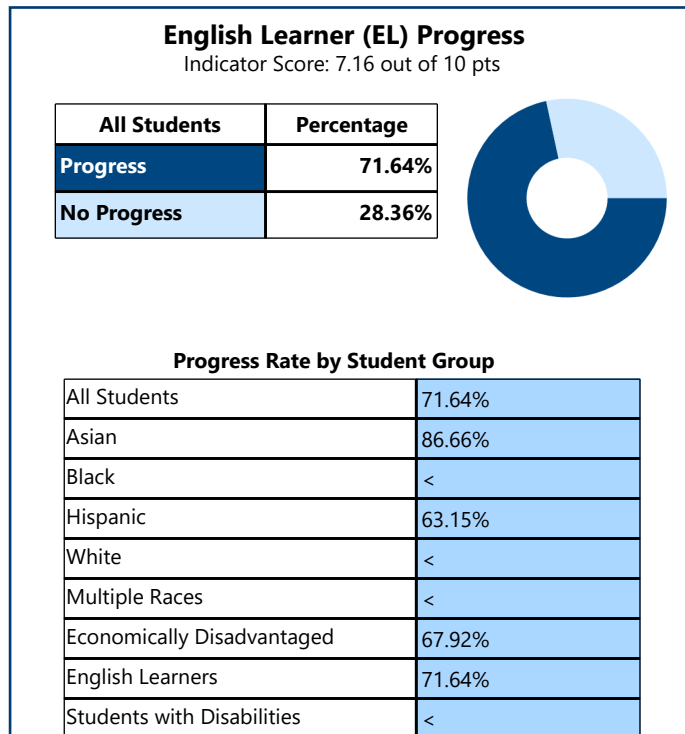 English Learner (EL) Progress
Indicator Score: 7.16 out of 10 pts
All Students Percentage
Progress 71.64%
No Progress 28.36%
Progress Rate by Student Group
All Students 71.64%
Asian 86.66%
Black <
Hispanic 63.15%
White <
Multiple Races <
Economically Disadvantaged 67.92%
English Learners 71.64%
Students with Disabilities <